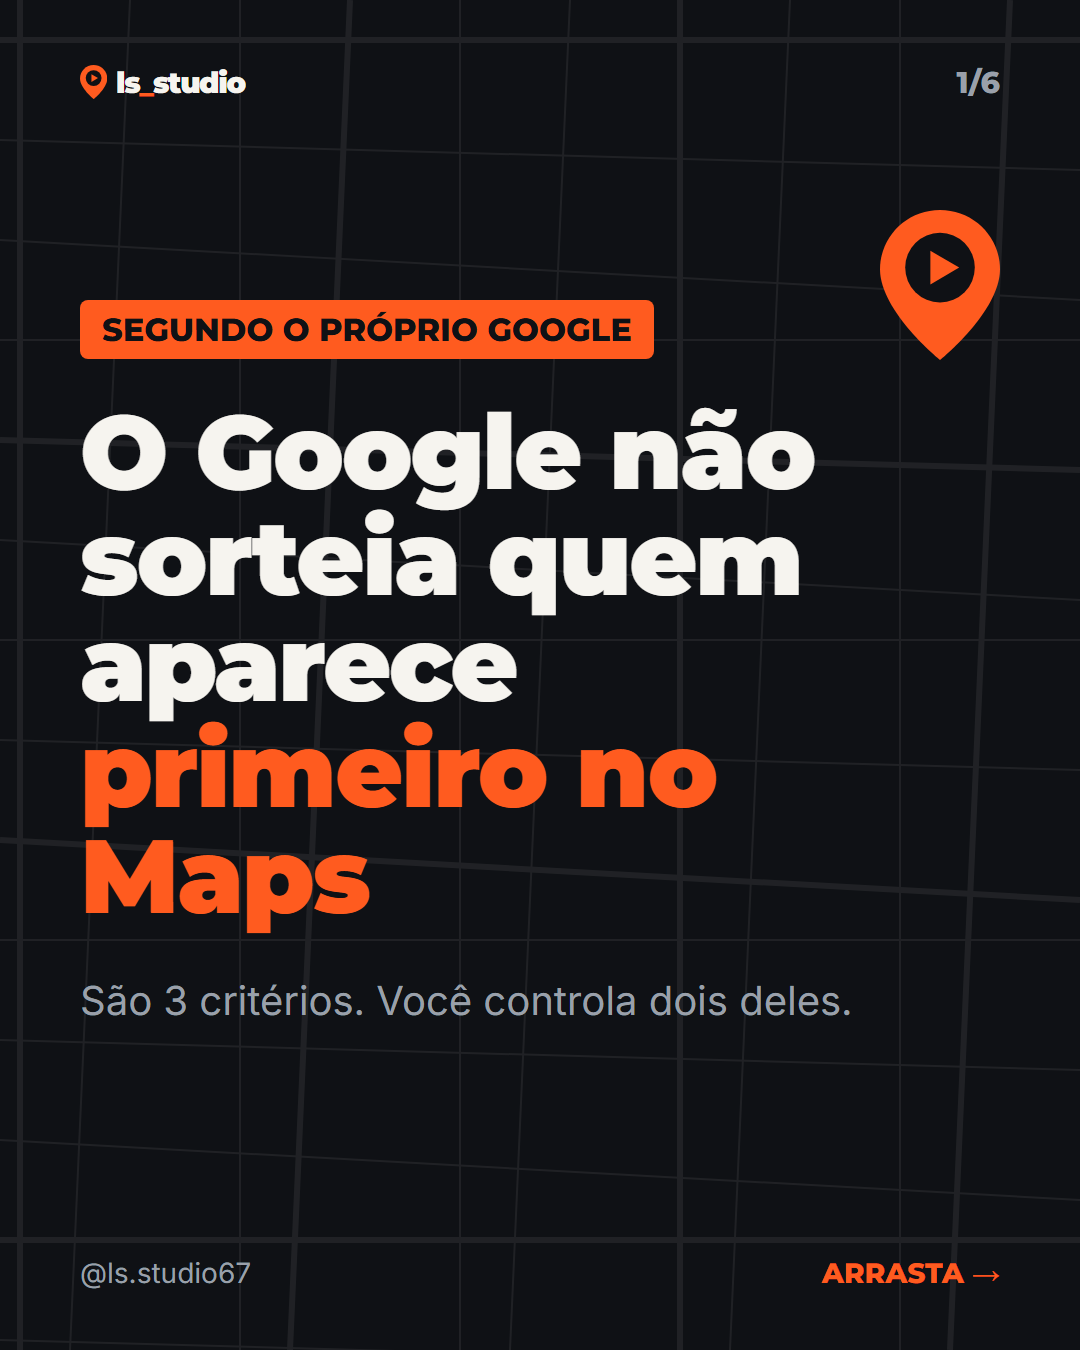 ls_studio
1/6
SEGUNDO O PRÓPRIO GOOGLE
O Google não
sorteia quem
aparece
primeiro no
Maps
São 3 critérios. Você controla dois deles.
@ls.studio67
ARRASTA →